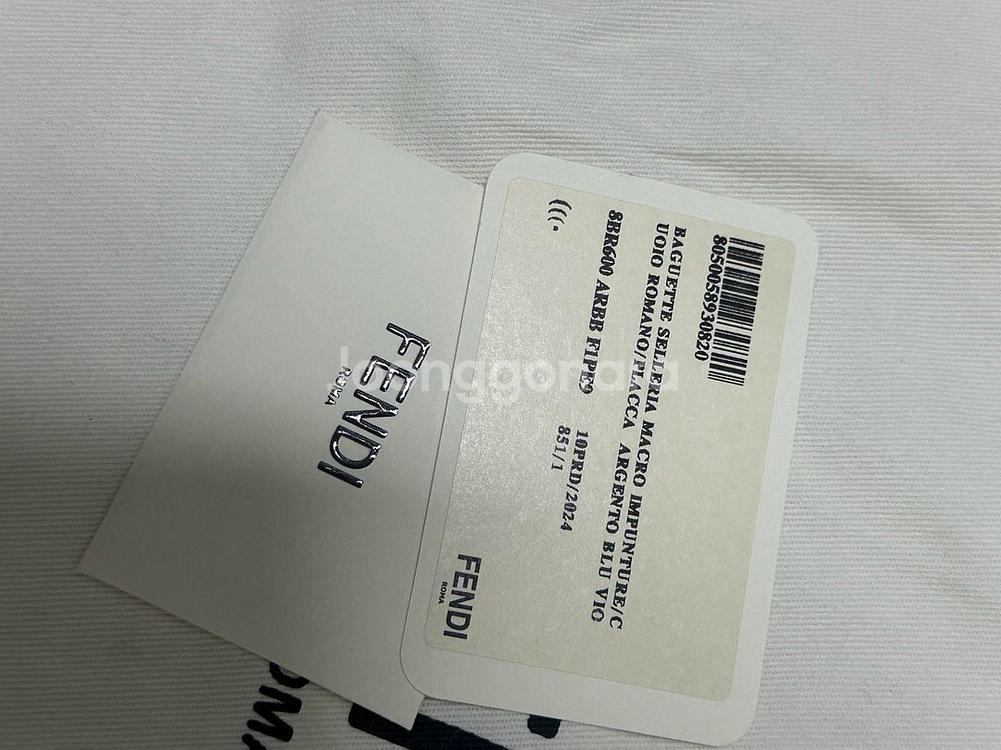 8050058930820
BAGUETTE SELLERIA MACRO IMPUNTURE/C
UOIO ROMANO/PLACCA ARGENTO BLU VIO
8BR600 ARBB F1PE9
10PRD/2024
851/1
FENDI
ROMA
FENDI
ROMA
Joonggonara